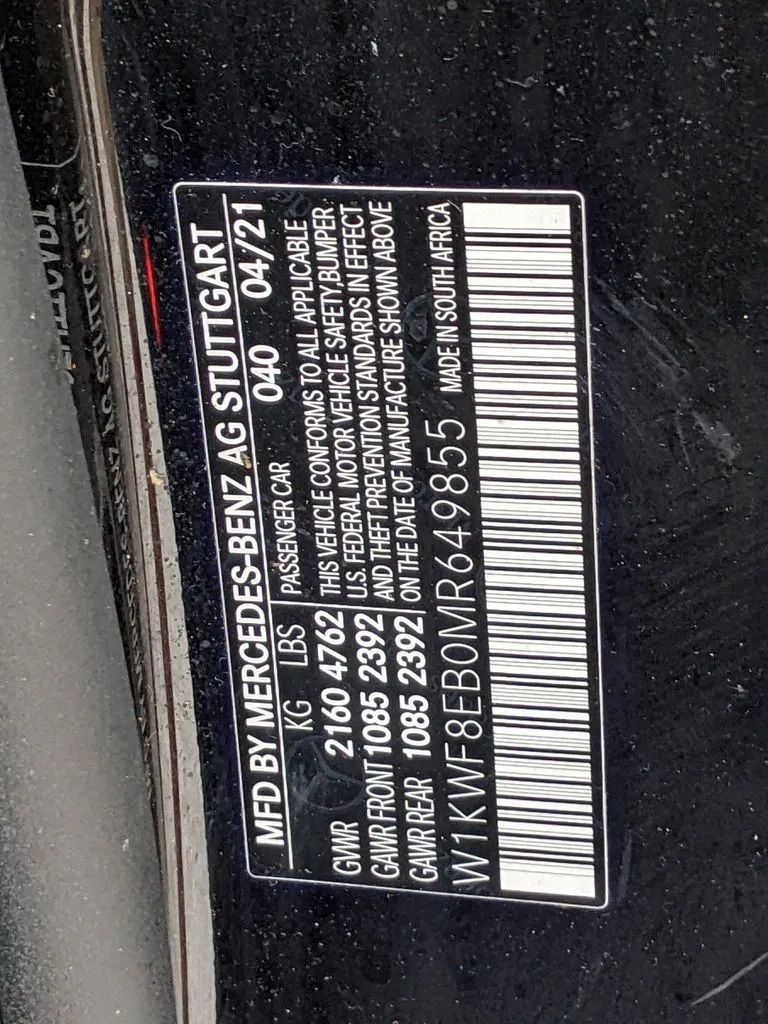 MFD BY MERCEDES-BENZ AG STUTTGART
KG LBS 040 04/21
GVWR 2160 4762 PASSENGER CAR
GAWR FRONT 1085 2392 THIS VEHICLE CONFORMS TO ALL APPLICABLE
GAWR REAR 1085 2392 U.S. FEDERAL MOTOR VEHICLE SAFETY,BUMPER
AND THEFT PREVENTION STANDARDS IN EFFECT
ON THE DATE OF MANUFACTURE SHOWN ABOVE
W1KWF8EB0MR649855 MADE IN SOUTH AFRICA